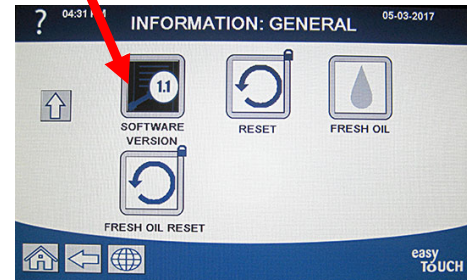 ?
04:31 PM
INFORMATION: GENERAL
05-03-2017
1.1
SOFTWARE
VERSION
RESET
FRESH OIL
FRESH OIL RESET
easy
TOUCH